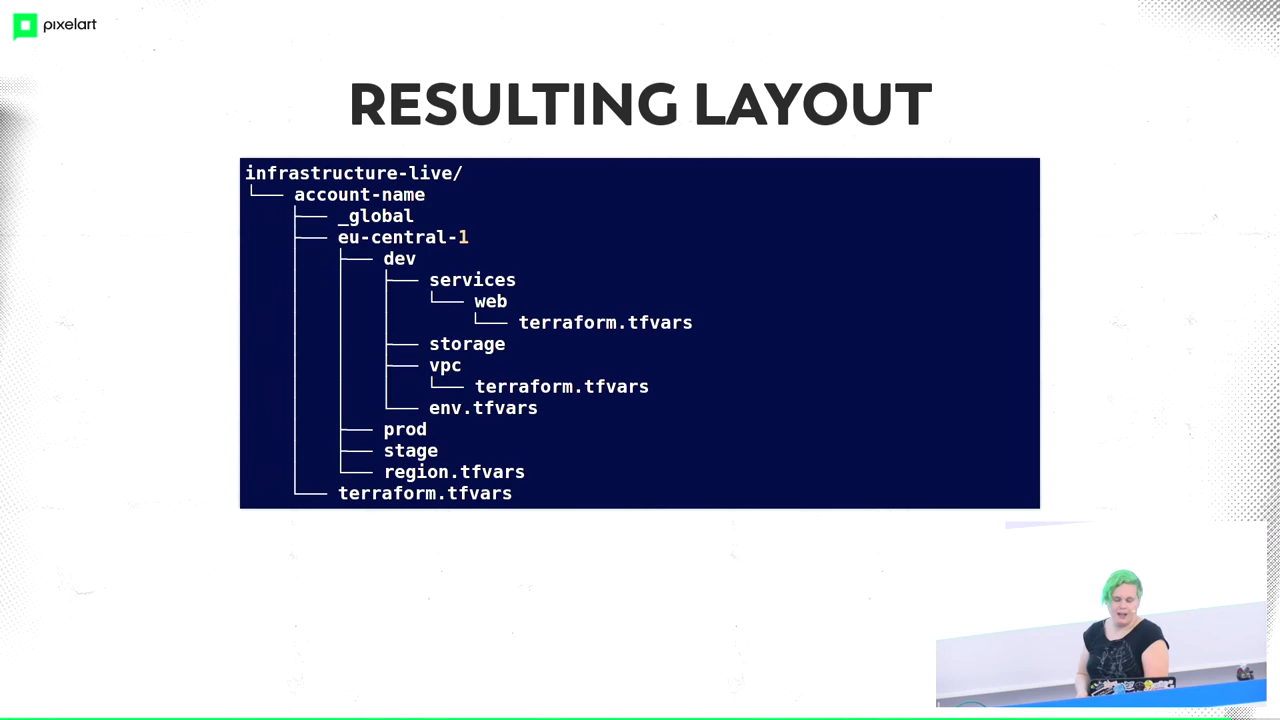 pixelart
RESULTING LAYOUT
infrastructure-live/
└── account-name
    ├── _global
    ├── eu-central-1
    │   ├── dev
    │   │   ├── services
    │   │   │   └── web
    │   │   │       └── terraform.tfvars
    │   │   ├── storage
    │   │   ├── vpc
    │   │   │   └── terraform.tfvars
    │   │   └── env.tfvars
    │   ├── prod
    │   ├── stage
    │   └── region.tfvars
    └── terraform.tfvars